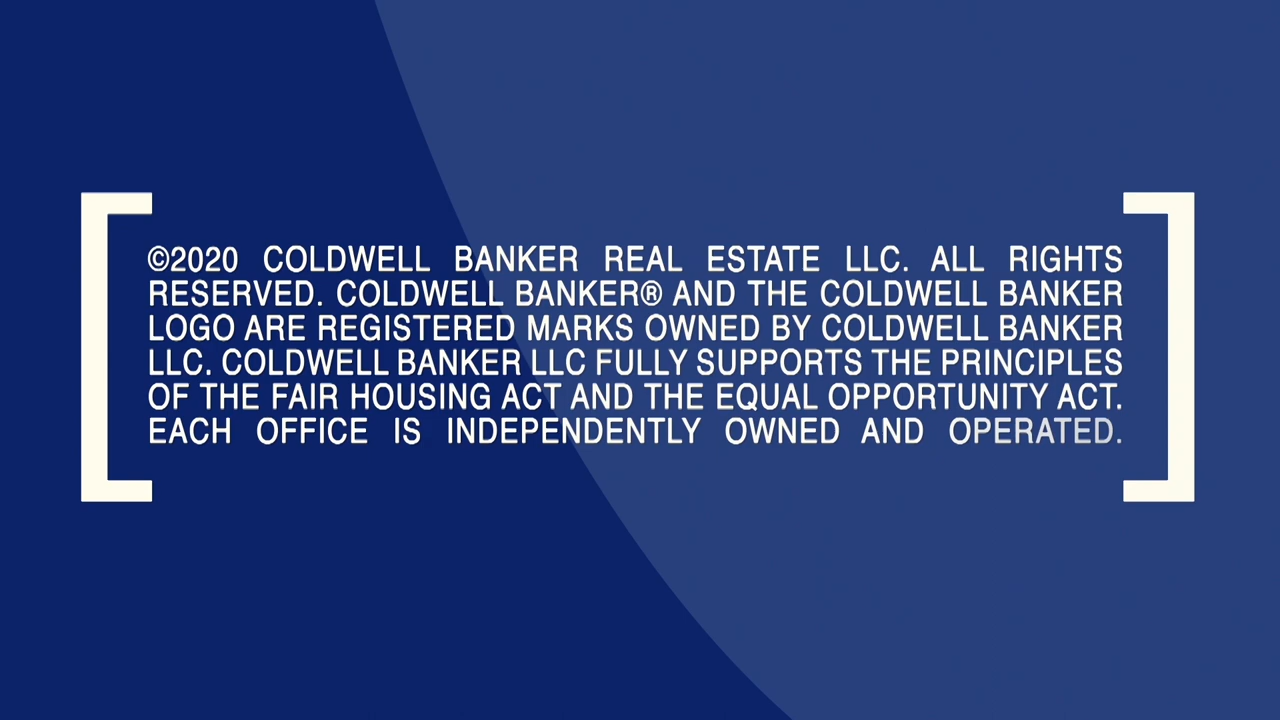 ©2020 COLDWELL BANKER REAL ESTATE LLC. ALL RIGHTS
RESERVED. COLDWELL BANKER® AND THE COLDWELL BANKER
LOGO ARE REGISTERED MARKS OWNED BY COLDWELL BANKER
LLC. COLDWELL BANKER LLC FULLY SUPPORTS THE PRINCIPLES
OF THE FAIR HOUSING ACT AND THE EQUAL OPPORTUNITY ACT.
EACH OFFICE IS INDEPENDENTLY OWNED AND OPERATED.